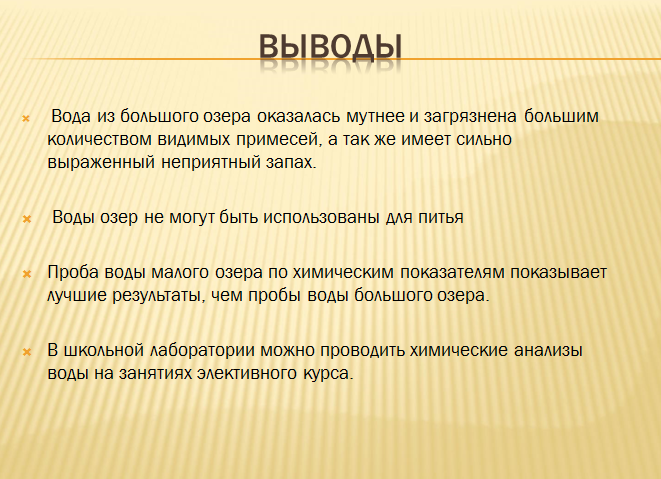 ВЫВОДЫ
Вода из большого озера оказалась мутнее и загрязнена большим
количеством видимых примесей, а так же имеет сильно
выраженный неприятный запах.
Воды озер не могут быть использованы для питья
Проба воды малого озера по химическим показателям показывает
лучшие результаты, чем пробы воды большого озера.
В школьной лаборатории можно проводить химические анализы
воды на занятиях элективного курса.